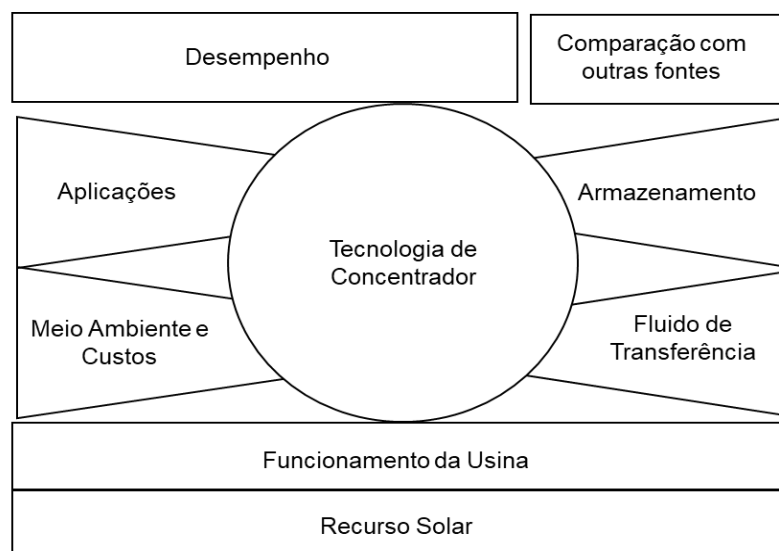 Desempenho
Comparação com
outras fontes
Aplicações
Armazenamento
Tecnologia de
Concentrador
Meio Ambiente e
Custos
Fluido de
Transferência
Funcionamento da Usina
Recurso Solar